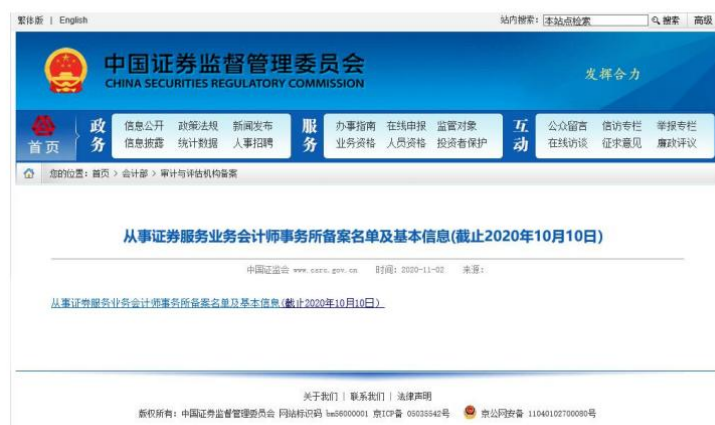 繁体版 | English 站内搜索: 本站点检索 搜索 高级
中国证券监督管理委员会
CHINA SECURITIES REGULATORY COMMISSION
发挥合力
首页
政务
信息公开 政策法规 新闻发布
信息披露 统计数据 人事招聘
服务
办事指南 在线申报 监管对象
业务资格 人员资格 投资者保护
互动
公众留言 信访专栏 举报专栏
在线访谈 征求意见 廉政评议
您的位置: 首页 > 会计部 > 审计与评估机构备案
从事证券服务业务会计师事务所备案名单及基本信息(截止2020年10月10日)
中国证监会 www.csrc.gov.cn 时间: 2020-11-02 来源:
从事证券服务业务会计师事务所备案名单及基本信息(截止2020年10月10日)
关于我们 | 联系我们 | 法律声明
版权所有: 中国证券监督管理委员会 网站标识码 bm56000001 京ICP备 05035542号 京公网安备 11040102700080号